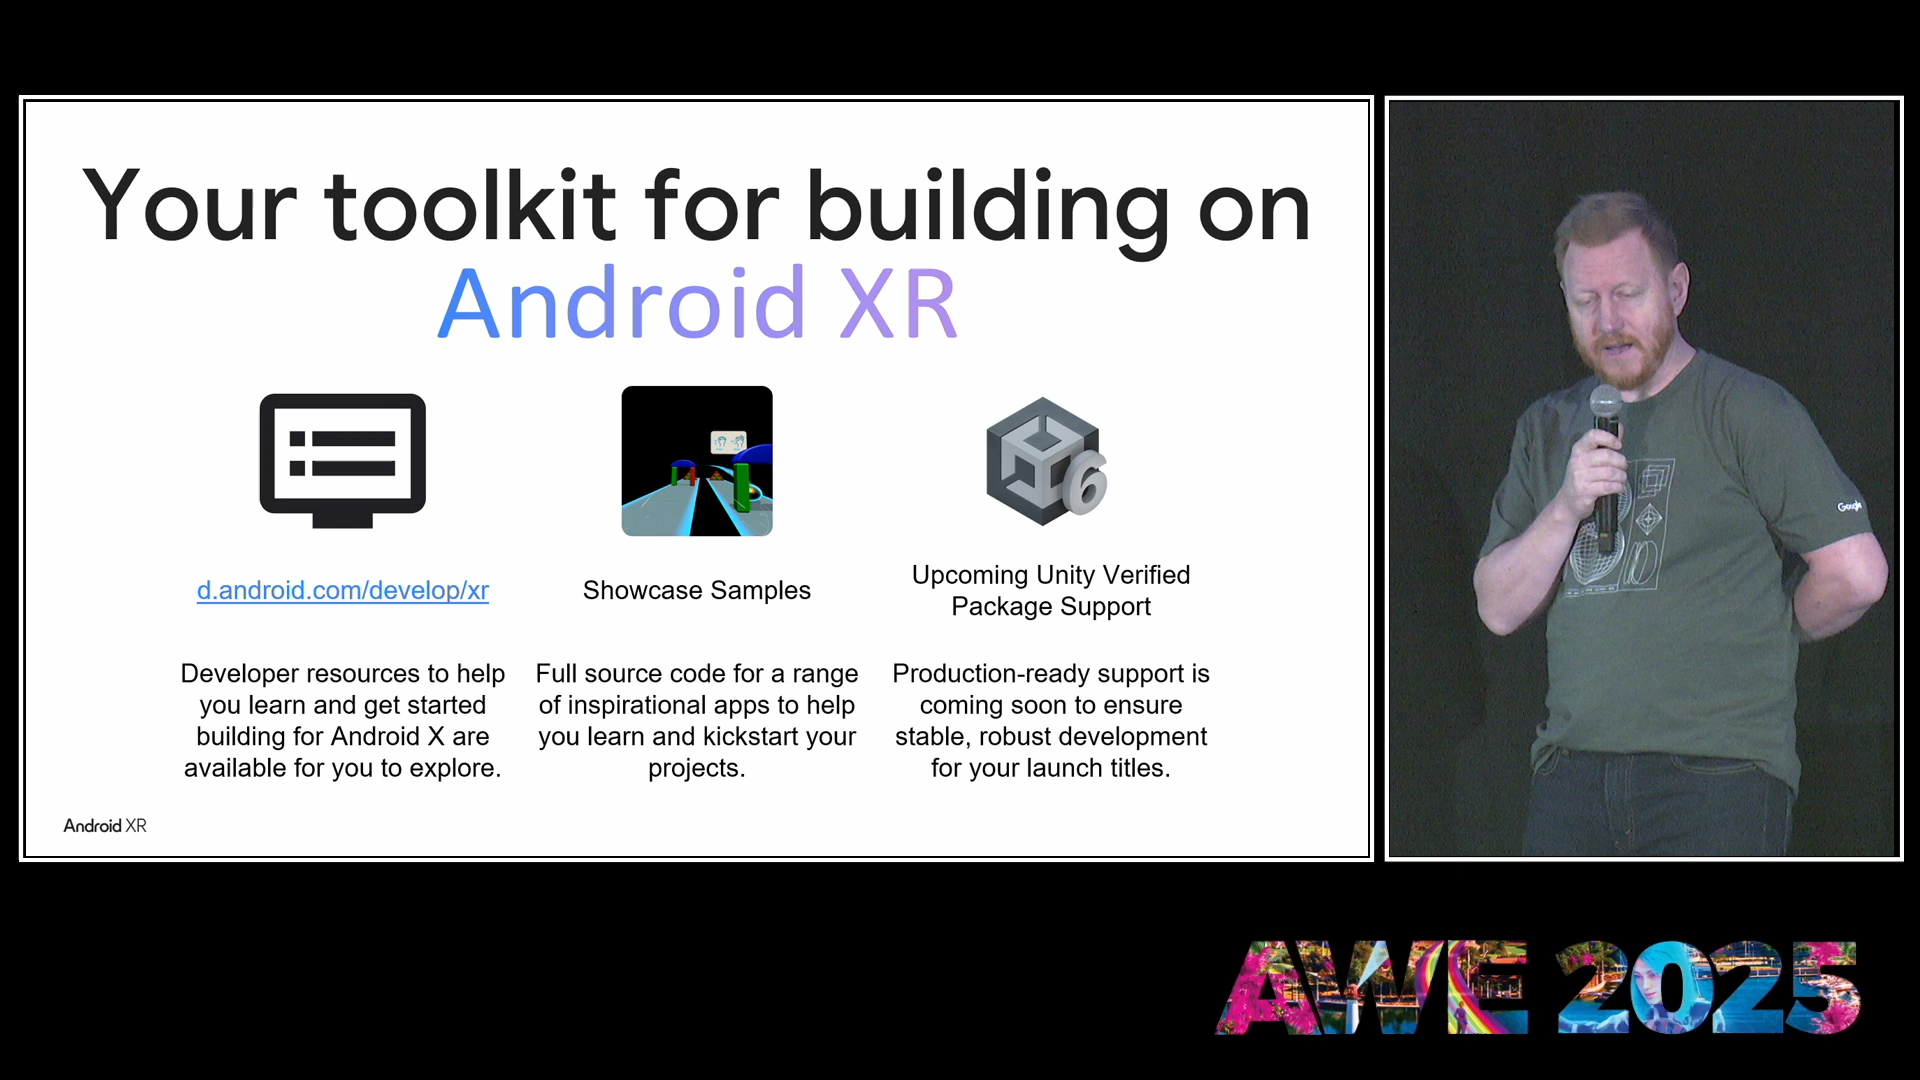 Your toolkit for building on
Android XR
6
d.android.com/develop/xr
Showcase Samples
Upcoming Unity Verified
Package Support
Developer resources to help
you learn and get started
building for Android X are
available for you to explore.
Full source code for a range
of inspirational apps to help
you learn and kickstart your
projects.
Production-ready support is
coming soon to ensure
stable, robust development
for your launch titles.
Android XR
Google
AWE 2025